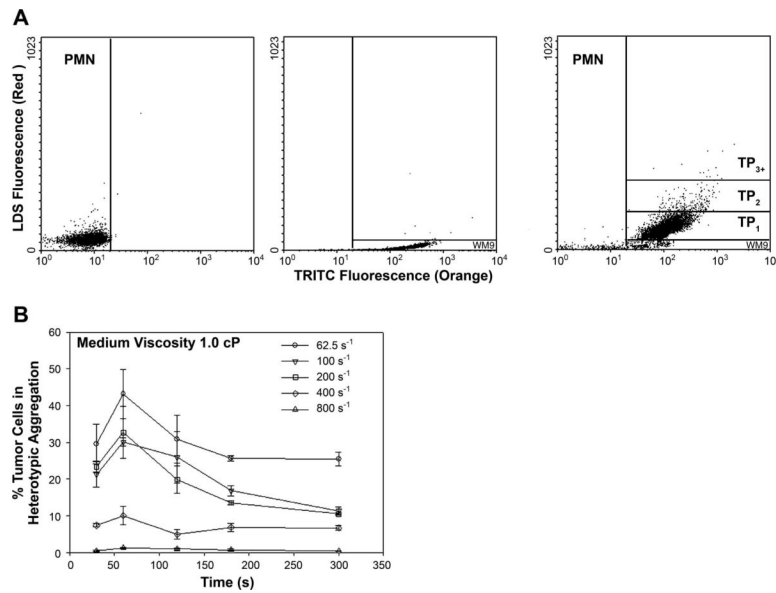 A
LDS Fluorescence (Red)
1023
0
PMN
10^0 10^1 10^2 10^3 10^4
1023
0
WM9
10^0 10^1 10^2 10^3 10^4
TRITC Fluorescence (Orange)
1023
0
PMN
TP3+
TP2
TP1
WM9
10^0 10^1 10^2 10^3 10
B
% Tumor Cells in
Heterotypic Aggregation
60
50
40
30
20
10
0
Medium Viscosity 1.0 cP
62.5 s^-1
100 s^-1
200 s^-1
400 s^-1
800 s^-1
0 50 100 150 200 250 300 350
Time (s)